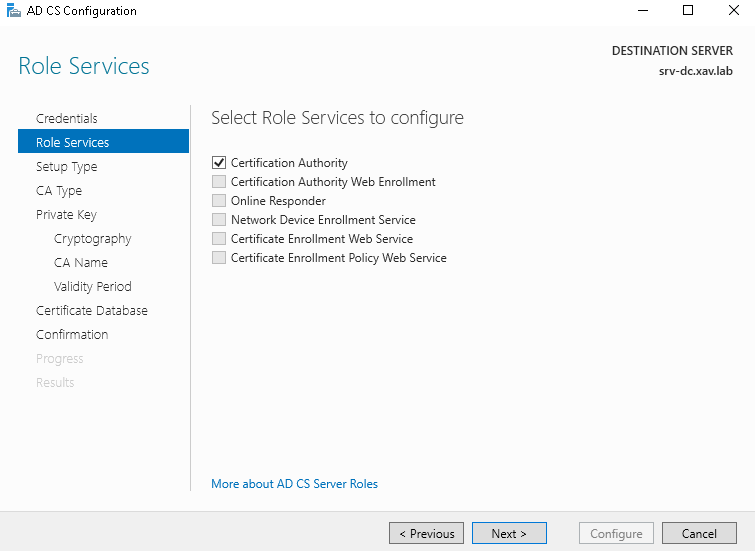 AD CS Configuration
Role Services
DESTINATION SERVER
srv-dc.xav.lab
Credentials
Role Services
Setup Type
CA Type
Private Key
Cryptography
CA Name
Validity Period
Certificate Database
Confirmation
Progress
Results
Select Role Services to configure
Certification Authority
Certification Authority Web Enrollment
Online Responder
Network Device Enrollment Service
Certificate Enrollment Web Service
Certificate Enrollment Policy Web Service
More about AD CS Server Roles
< Previous
Next >
Configure
Cancel